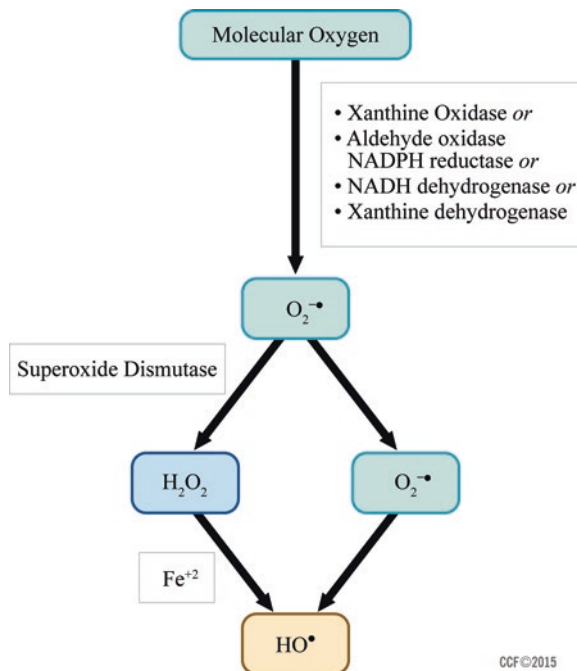 Molecular Oxygen
• Xanthine Oxidase or
• Aldehyde oxidase
NADPH reductase or
• NADH dehydrogenase or
• Xanthine dehydrogenase
O₂⁻•
Superoxide Dismutase
H₂O₂
O₂⁻•
Fe⁺²
HO•
CCF©2015